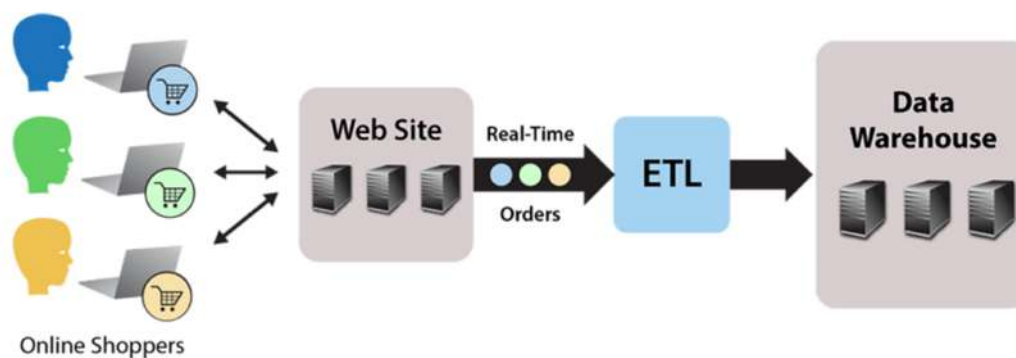 Online Shoppers
Web Site
Real-Time
Orders
ETL
Data
Warehouse